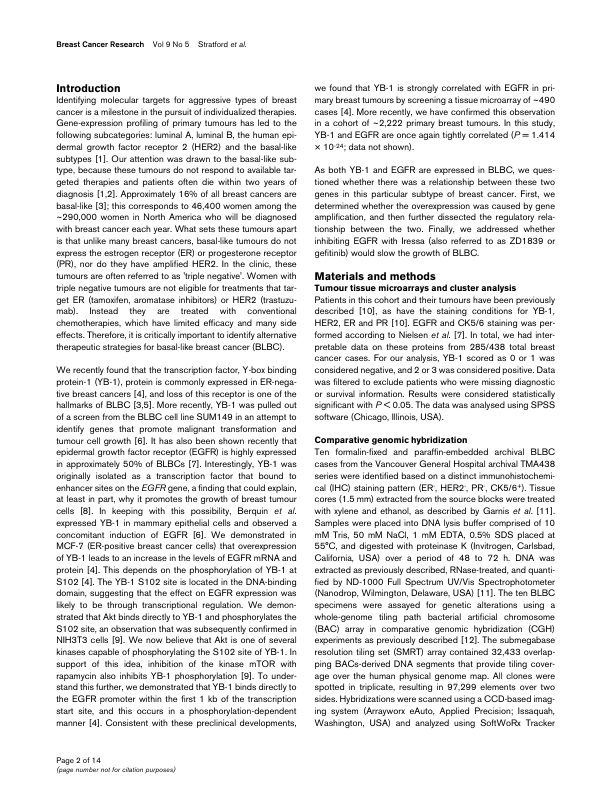 Breast Cancer Research Vol 9 No 5 Stratford et al.
Introduction
Identifying molecular targets for aggressive types of breast
cancer is a milestone in the pursuit of individualized therapies.
Gene-expression profiling of primary tumours has led to the
following subcategories: luminal A, luminal B, the human epi-
dermal growth factor receptor 2 (HER2) and the basal-like
subtypes [1]. Our attention was drawn to the basal-like sub-
type, because these tumours do not respond to available tar-
geted therapies and patients often die within two years of
diagnosis [1,2]. Approximately 16% of all breast cancers are
basal-like [3]; this corresponds to 46,400 women among the
~290,000 women in North America who will be diagnosed
with breast cancer each year. What sets these tumours apart
is that unlike many breast cancers, basal-like tumours do not
express the estrogen receptor (ER) or progesterone receptor
(PR), nor do they have amplified HER2. In the clinic, these
tumours are often referred to as 'triple negative'. Women with
triple negative tumours are not eligible for treatments that tar-
get ER (tamoxifen, aromatase inhibitors) or HER2 (trastuzu-
mab). Instead they are treated with conventional
chemotherapies, which have limited efficacy and many side
effects. Therefore, it is critically important to identify alternative
therapeutic strategies for basal-like breast cancer (BLBC).
We recently found that the transcription factor, Y-box binding
protein-1 (YB-1), protein is commonly expressed in ER-nega-
tive breast cancers [4], and loss of this receptor is one of the
hallmarks of BLBC [3,5]. More recently, YB-1 was pulled out
of a screen from the BLBC cell line SUM149 in an attempt to
identify genes that promote malignant transformation and
tumour cell growth [6]. It has also been shown recently that
epidermal growth factor receptor (EGFR) is highly expressed
in approximately 50% of BLBCs [7]. Interestingly, YB-1 was
originally isolated as a transcription factor that bound to
enhancer sites on the EGFR gene, a finding that could explain,
at least in part, why it promotes the growth of breast tumour
cells [8]. In keeping with this possibility, Berquin et al.
expressed YB-1 in mammary epithelial cells and observed a
concomitant induction of EGFR [6]. We demonstrated in
MCF-7 (ER-positive breast cancer cells) that overexpression
of YB-1 leads to an increase in the levels of EGFR mRNA and
protein [4]. This depends on the phosphorylation of YB-1 at
S102 [4]. The YB-1 S102 site is located in the DNA-binding
domain, suggesting that the effect on EGFR expression was
likely to be through transcriptional regulation. We demon-
strated that Akt binds directly to YB-1 and phosphorylates the
S102 site, an observation that was subsequently confirmed in
NIH3T3 cells [9]. We now believe that Akt is one of several
kinases capable of phosphorylating the S102 site of YB-1. In
support of this idea, inhibition of the kinase mTOR with
rapamycin also inhibits YB-1 phosphorylation [9]. To under-
stand this further, we demonstrated that YB-1 binds directly to
the EGFR promoter within the first 1 kb of the transcription
start site, and this occurs in a phosphorylation-dependent
manner [4]. Consistent with these preclinical developments,
we found that YB-1 is strongly correlated with EGFR in pri-
mary breast tumours by screening a tissue microarray of ~490
cases [4]. More recently, we have confirmed this observation
in a cohort of ~2,222 primary breast tumours. In this study,
YB-1 and EGFR are once again tightly correlated (P = 1.414
× 10-24; data not shown).
As both YB-1 and EGFR are expressed in BLBC, we ques-
tioned whether there was a relationship between these two
genes in this particular subtype of breast cancer. First, we
determined whether the overexpression was caused by gene
amplification, and then further dissected the regulatory rela-
tionship between the two. Finally, we addressed whether
inhibiting EGFR with Iressa (also referred to as ZD1839 or
gefitinib) would slow the growth of BLBC.
Materials and methods
Tumour tissue microarrays and cluster analysis
Patients in this cohort and their tumours have been previously
described [10], as have the staining conditions for YB-1,
HER2, ER and PR [10]. EGFR and CK5/6 staining was per-
formed according to Nielsen et al. [7]. In total, we had inter-
pretable data on these proteins from 285/438 total breast
cancer cases. For our analysis, YB-1 scored as 0 or 1 was
considered negative, and 2 or 3 was considered positive. Data
was filtered to exclude patients who were missing diagnostic
or survival information. Results were considered statistically
significant with P < 0.05. The data was analysed using SPSS
software (Chicago, Illinois, USA).
Comparative genomic hybridization
Ten formalin-fixed and paraffin-embedded archival BLBC
cases from the Vancouver General Hospital archival TMA438
series were identified based on a distinct immunohistochemi-
cal (IHC) staining pattern (ER-, HER2-, PR-, CK5/6+). Tissue
cores (1.5 mm) extracted from the source blocks were treated
with xylene and ethanol, as described by Garnis et al. [11].
Samples were placed into DNA lysis buffer comprised of 10
mM Tris, 50 mM NaCl, 1 mM EDTA, 0.5% SDS placed at
55°C, and digested with proteinase K (Invitrogen, Carlsbad,
California, USA) over a period of 48 to 72 h. DNA was
extracted as previously described, RNase-treated, and quanti-
fied by ND-1000 Full Spectrum UV/Vis Spectrophotometer
(Nanodrop, Wilmington, Delaware, USA) [11]. The ten BLBC
specimens were assayed for genetic alterations using a
whole-genome tiling path bacterial artificial chromosome
(BAC) array in comparative genomic hybridization (CGH)
experiments as previously described [12]. The submegabase
resolution tiling set (SMRT) array contained 32,433 overlap-
ping BACs-derived DNA segments that provide tiling cover-
age over the human physical genome map. All clones were
spotted in triplicate, resulting in 97,299 elements over two
sides. Hybridizations were scanned using a CCD-based imag-
ing system (Arrayworx eAuto, Applied Precision; Issaquah,
Washington, USA) and analyzed using SoftWoRx Tracker
Page 2 of 14
(page number not for citation purposes)